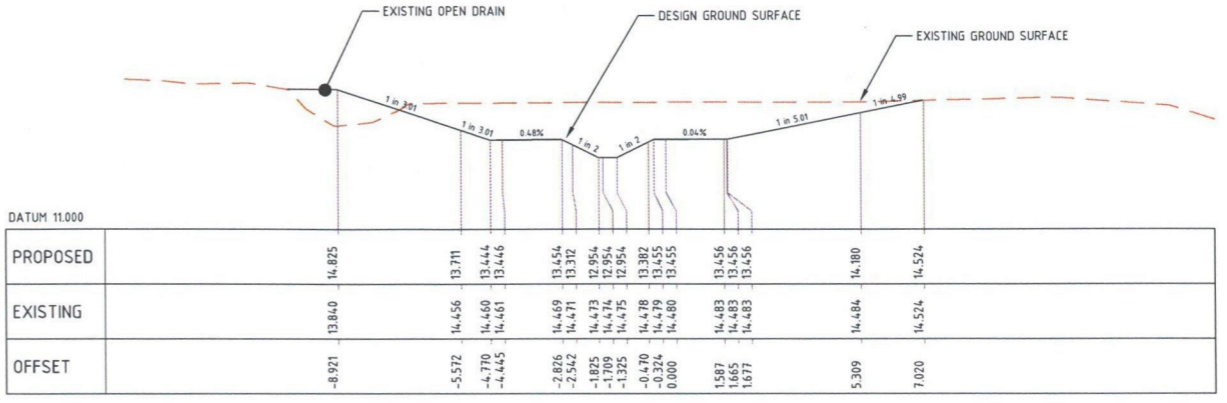 EXISTING OPEN DRAIN
DESIGN GROUND SURFACE
EXISTING GROUND SURFACE
1 in 3.01
1 in 3.01
0.48%
1 in 2
1 in 2
0.04%
1 in 5.01
1 in 4.99
DATUM 11.000
PROPOSED 14.825 13.711 13.444 13.446 13.454 13.312 12.954 12.954 12.954 13.382 13.455 13.455 13.456 13.456 13.456 14.180 14.524
EXISTING 13.840 14.456 14.460 14.461 14.469 14.471 14.473 14.474 14.475 14.478 14.479 14.480 14.483 14.483 14.483 14.484 14.524
OFFSET -8.921 -5.572 -4.770 -4.445 -2.826 -2.542 -1.825 -1.709 -1.325 -0.470 -0.324 0.000 1.587 1.665 1.677 5.309 7.020